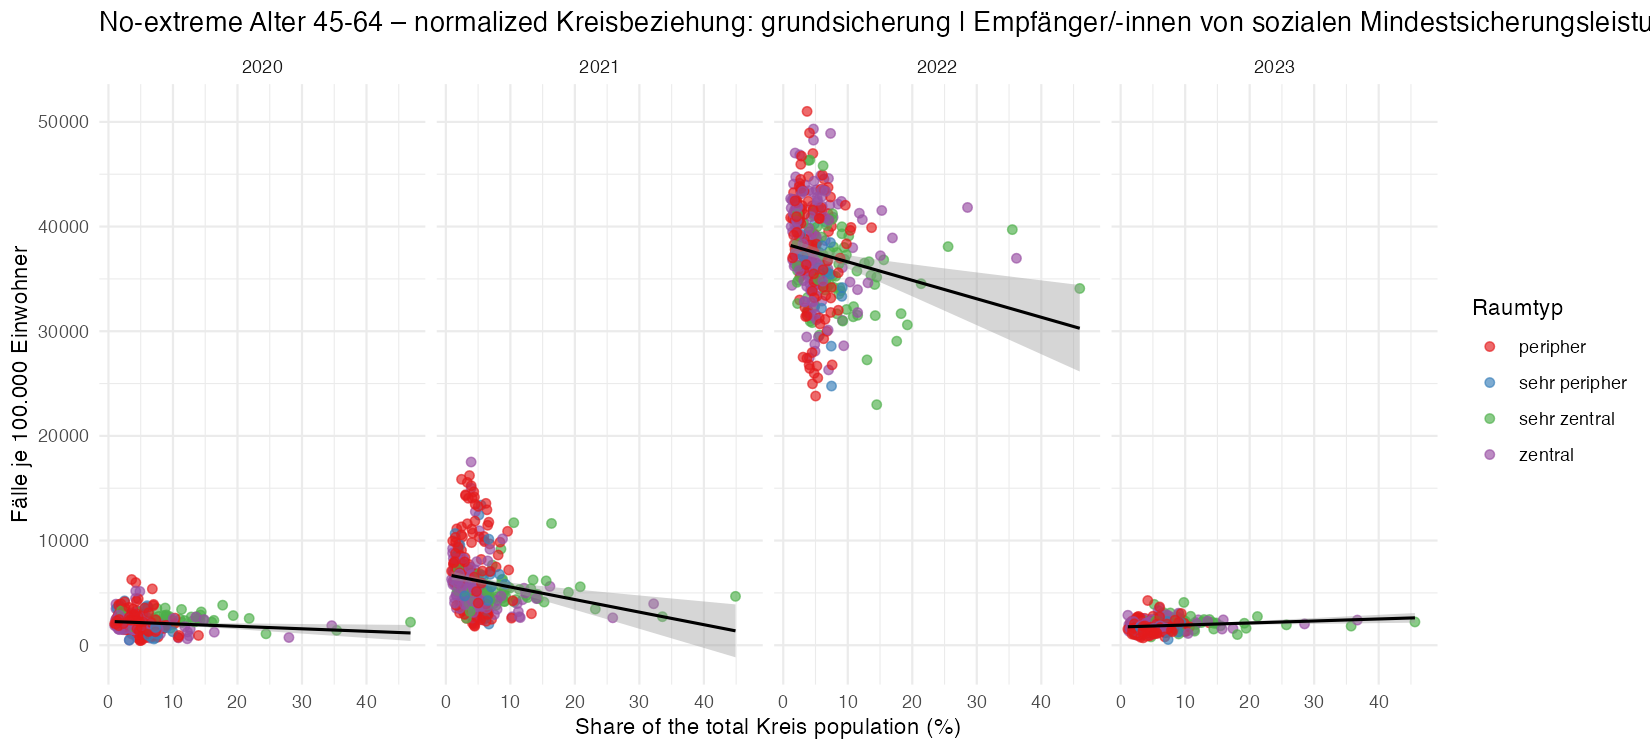 No-extreme Alter 45-64 – normalized Kreisbeziehung: grundsicherung | Empfänger/-innen von sozialen
2020 2021 2022 2023
50000
40000
30000
20000
10000
0
Fälle je 100.000 Einwohner
0 10 20 30 40 0 10 20 30 40 0 10 20 30 40 0 10 20 30 40
Share of the total Kreis population (%)
Raumtyp
peripher
sehr peripher
sehr zentral
zentral